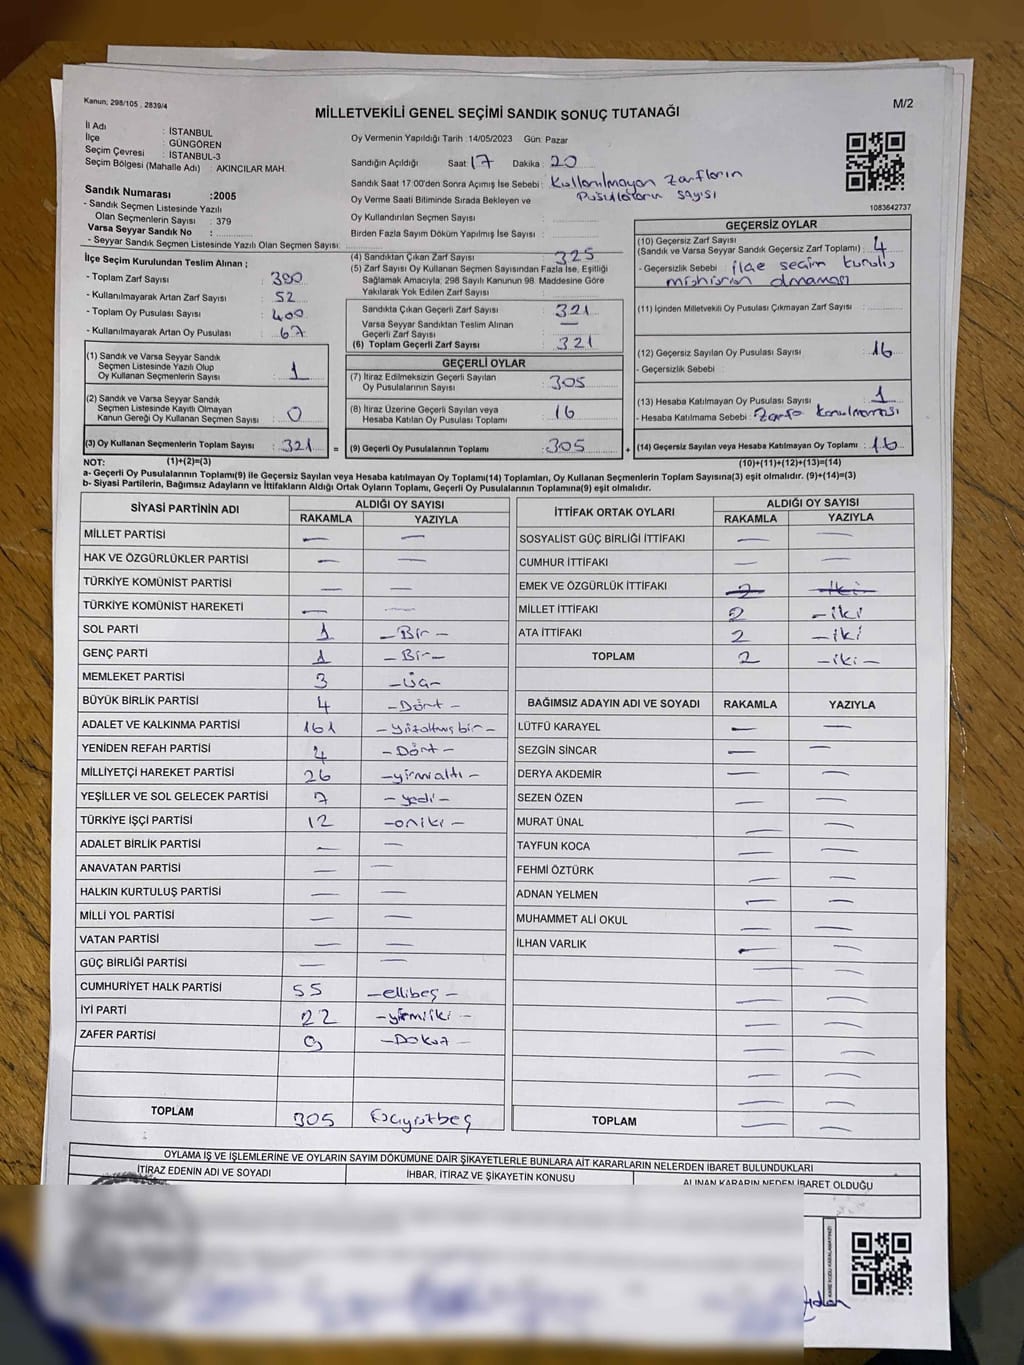 Kanun; 298/105 , 2839/4
M/2
MİLLETVEKİLİ GENEL SEÇİMİ SANDIK SONUÇ TUTANAĞI
İl Adı : İSTANBUL
İlçe : GÜNGÖREN
Seçim Çevresi : İSTANBUL-3
Seçim Bölgesi (Mahalle Adı) : AKINCILAR MAH.
Sandık Numarası :2005
- Sandık Seçmen Listesinde Yazılı
Olan Seçmenlerin Sayısı : 379
Varsa Seyyar Sandık No :
- Seyyar Sandık Seçmen Listesinde Yazılı Olan Seçmen Sayısı:
Oy Vermenin Yapıldığı Tarih :14/05/2023 Gün: Pazar
Sandığın Açıldığı Saat 17 Dakika 20
Sandık Saat 17:00'den Sonra Açımış İse Sebebi: Kullanılmayan Zarfların
Pusulaların sayısı
Oy Verme Saati Bitiminde Sırada Bekleyen ve
Oy Kullandırılan Seçmen Sayısı :
Birden Fazla Sayım Döküm Yapılmış İse Sayısı :
1083642737
İlçe Seçim Kurulundan Teslim Alınan ;
- Toplam Zarf Sayısı : 380
- Kullanılmayarak Artan Zarf Sayısı : 52
- Toplam Oy Pusulası Sayısı : 400
- Kullanılmayarak Artan Oy Pusulası : 67
(1) Sandık ve Varsa Seyyar Sandık
Seçmen Listesinde Yazılı Olup
Oy Kullanan Seçmenlerin Sayısı : 1
(2) Sandık ve Varsa Seyyar Sandık
Seçmen Listesinde Kayıtlı Olmayan
Kanun Gereği Oy Kullanan Seçmen Sayısı : 0
(3) Oy Kullanan Seçmenlerin Toplam Sayısı : 321 =
(4) Sandıktan Çıkan Zarf Sayısı : 325
(5) Zarf Sayısı Oy Kullanan Seçmen Sayısından Fazla İse, Eşitliği
Sağlamak Amacıyla; 298 Sayılı Kanunun 98. Maddesine Göre
Yakılarak Yok Edilen Zarf Sayısı :
Sandıkta Çıkan Geçerli Zarf Sayısı : 321
Varsa Seyyar Sandıktan Teslim Alınan
Geçerli Zarf Sayısı : —
(6) Toplam Geçerli Zarf Sayısı : 321
GEÇERLİ OYLAR
(7) İtiraz Edilmeksizin Geçerli Sayılan
Oy Pusulalarının Sayısı : 305
(8) İtiraz Üzerine Geçerli Sayılan veya
Hesaba Katılan Oy Pusulası Toplamı : 16
(9) Geçerli Oy Pusulalarının Toplamı : 305 +
GEÇERSİZ OYLAR
(10) Geçersiz Zarf Sayısı
(Sandık ve Varsa Seyyar Sandık Geçersiz Zarf Toplamı) : 4
- Geçersizlik Sebebi : ilçe seçim kurulu
mührünün olmaması
(11) İçinden Milletvekili Oy Pusulası Çıkmayan Zarf Sayısı :
(12) Geçersiz Sayılan Oy Pusulası Sayısı : 16
- Geçersizlik Sebebi :
(13) Hesaba Katılmayan Oy Pusulası Sayısı : 1
- Hesaba Katılmama Sebebi : Zarfa konulmaması
(14) Geçersiz Sayılan veya Hesaba Katılmayan Oy Toplamı : 16
NOT: (1)+(2)=(3) (10)+(11)+(12)+(13)=(14)
a- Geçerli Oy Pusulalarının Toplamı(9) ile Geçersiz Sayılan veya Hesaba Katılmayan Oy Toplamı(14) Toplamları, Oy Kullanan Seçmenlerin Toplam Sayısına(3) eşit olmalıdır. (9)+(14)=(3)
b- Siyasi Partilerin, Bağımsız Adayların ve İttifakların Aldığı Ortak Oyların Toplamı, Geçerli Oy Pusulalarının Toplamına(9) eşit olmalıdır.
SİYASİ PARTİNİN ADI ALDIĞI OY SAYISI
RAKAMLA YAZIYLA
MİLLET PARTİSİ — —
HAK VE ÖZGÜRLÜKLER PARTİSİ — —
TÜRKİYE KOMÜNİST PARTİSİ — —
TÜRKİYE KOMÜNİST HAREKETİ — —
SOL PARTİ 1 –Bir–
GENÇ PARTİ 1 –Bir–
MEMLEKET PARTİSİ 3 –Üç–
BÜYÜK BİRLİK PARTİSİ 4 –Dört–
ADALET VE KALKINMA PARTİSİ 161 –yüzaltmışbir–
YENİDEN REFAH PARTİSİ 4 –Dört–
MİLLİYETÇİ HAREKET PARTİSİ 26 –yirmialtı–
YEŞİLLER VE SOL GELECEK PARTİSİ 7 –yedi–
TÜRKİYE İŞÇİ PARTİSİ 12 –oniki–
ADALET BİRLİK PARTİSİ — —
ANAVATAN PARTİSİ — —
HALKIN KURTULUŞ PARTİSİ — —
MİLLİ YOL PARTİSİ — —
VATAN PARTİSİ — —
GÜÇ BİRLİĞİ PARTİSİ — —
CUMHURİYET HALK PARTİSİ 55 –ellibeş–
İYİ PARTİ 22 –yirmiiki–
ZAFER PARTİSİ 9 –Dokuz–
TOPLAM 305 Üçyüzbeş
İTTİFAK ORTAK OYLARI ALDIĞI OY SAYISI
RAKAMLA YAZIYLA
SOSYALİST GÜÇ BİRLİĞİ İTTİFAKI — —
CUMHUR İTTİFAKI — —
EMEK VE ÖZGÜRLÜK İTTİFAKI 2 –iki–
MİLLET İTTİFAKI 2 –iki
ATA İTTİFAKI 2 –iki
TOPLAM 2 –iki–
BAĞIMSIZ ADAYIN ADI VE SOYADI RAKAMLA YAZIYLA
LÜTFÜ KARAYEL — —
SEZGİN SİNCAR — —
DERYA AKDEMİR — —
SEZEN ÖZEN — —
MURAT ÜNAL — —
TAYFUN KOCA — —
FEHMİ ÖZTÜRK — —
ADNAN YELMEN — —
MUHAMMET ALİ OKUL — —
İLHAN VARLIK — —
TOPLAM — —
OYLAMA İŞ VE İŞLEMLERİNE VE OYLARIN SAYIM DÖKÜMÜNE DAİR ŞİKAYETLERLE BUNLARA AİT KARARLARIN NELERDEN İBARET BULUNDUKLARI
İTİRAZ EDENİN ADI VE SOYADI İHBAR, İTİRAZ VE ŞİKAYETİN KONUSU ALINAN KARARIN NEDEN İBARET OLDUĞU